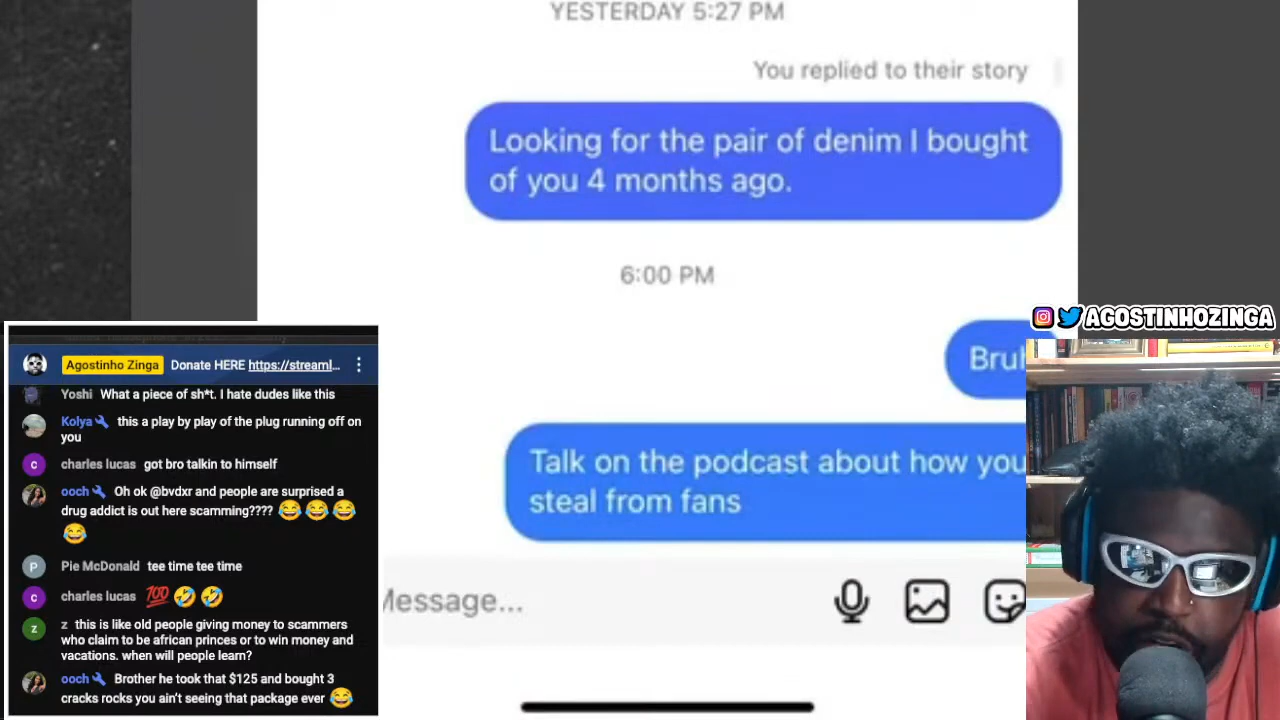 YESTERDAY 5:27 PM
You replied to their story
Looking for the pair of denim I bought
of you 4 months ago.
6:00 PM
Bruh
Talk on the podcast about how you
steal from fans
Message...
@AGOSTINHOZINGA
Agostinho Zinga Donate HERE https://streaml...
Yoshi What a piece of sh*t. I hate dudes like this
Kolya this a play by play of the plug running off on
you
c charles lucas got bro talkin to himself
ooch Oh ok @bvdxr and people are surprised a
drug addict is out here scamming???? 😂😂😂
😂
P Pie McDonald tee time tee time
c charles lucas 💯🤣🤣
z z this is like old people giving money to scammers
who claim to be african princes or to win money and
vacations. when will people learn?
ooch Brother he took that $125 and bought 3
cracks rocks you ain't seeing that package ever 😂